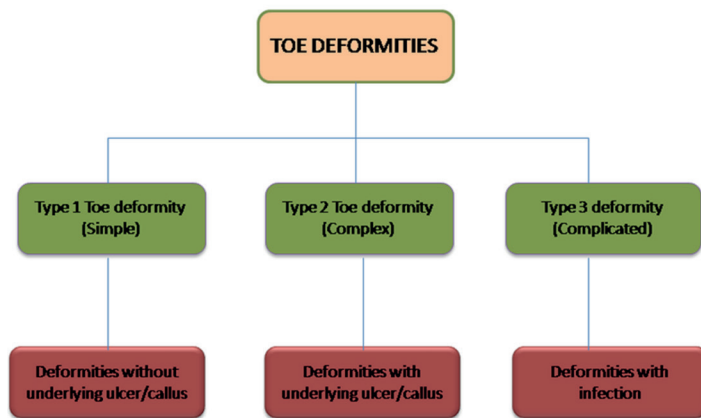 TOE DEFORMITIES
Type 1 Toe deformity
(Simple)
Type 2 Toe deformity
(Complex)
Type 3 deformity
(Complicated)
Deformities without
underlying ulcer/callus
Deformities with
underlying ulcer/callus
Deformities with
infection